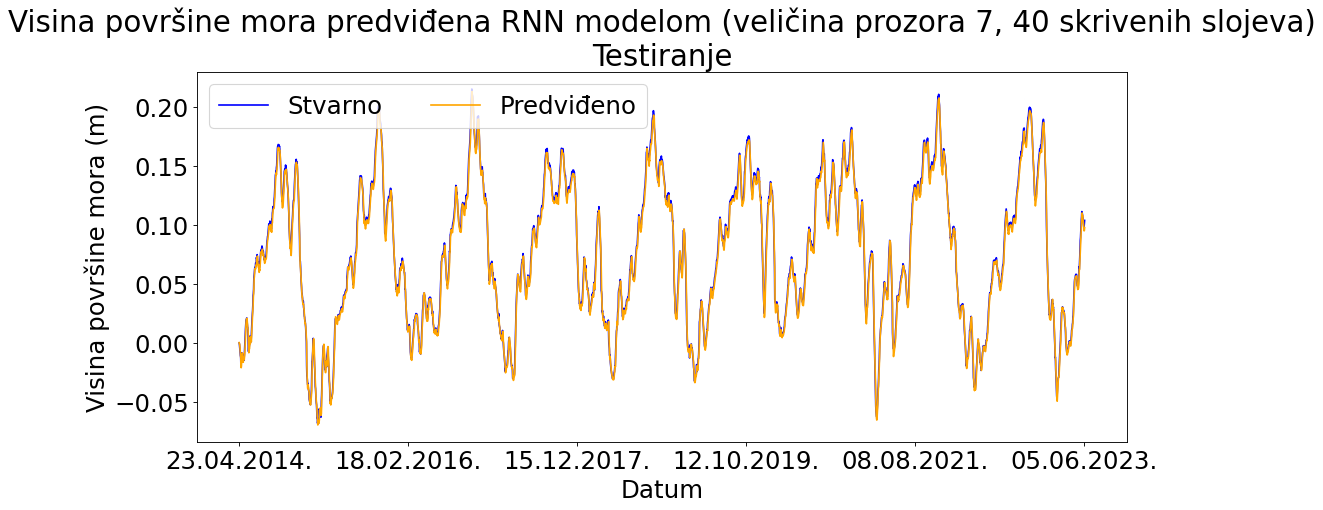 Visina površine mora predviđena RNN modelom (veličina prozora 7, 40 skrivenih slojeva)
Testiranje
Stvarno Predviđeno
Visina površine mora (m)
0.20
0.15
0.10
0.05
0.00
−0.05
23.04.2014. 18.02.2016. 15.12.2017. 12.10.2019. 08.08.2021. 05.06.2023.
Datum